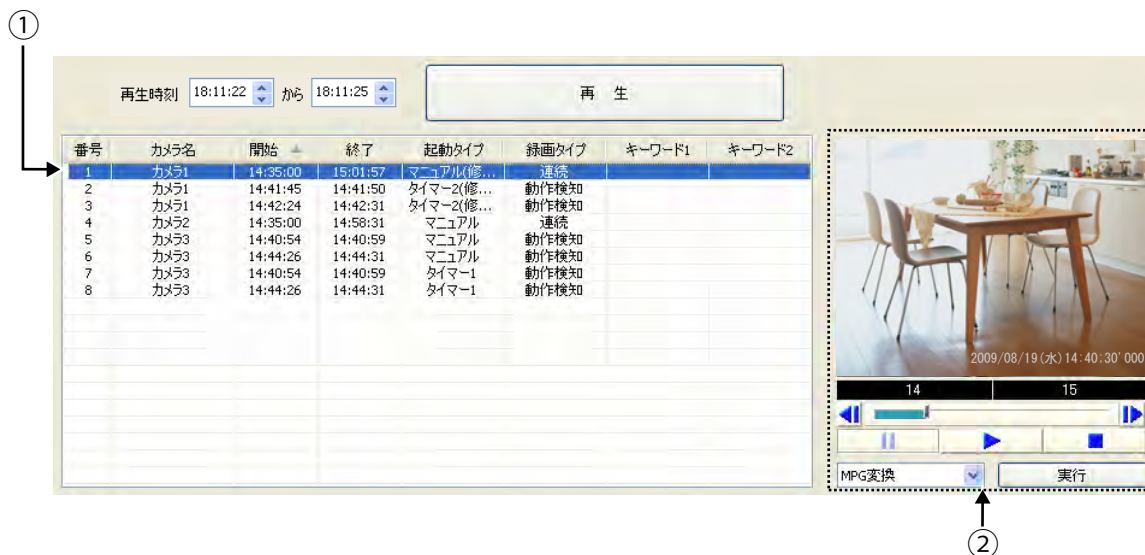 ①
再生時刻 18:11:22 から 18:11:25 再 生
番号 カメラ名 開始 終了 起動タイプ 録画タイプ キーワード1 キーワード2
1 カメラ1 14:35:00 15:01:57 マニュアル(修... 連続
2 カメラ1 14:41:45 14:41:50 タイマー2(修... 動作検知
3 カメラ1 14:42:24 14:42:31 タイマー2(修... 動作検知
4 カメラ2 14:35:00 14:58:31 マニュアル 連続
5 カメラ3 14:40:54 14:40:59 マニュアル 動作検知
6 カメラ3 14:44:26 14:44:31 マニュアル 動作検知
7 カメラ3 14:40:54 14:40:59 タイマー1 動作検知
8 カメラ3 14:44:26 14:44:31 タイマー1 動作検知
2009/08/19(水)14:40:30'000
14 15
MPG変換 実行
②